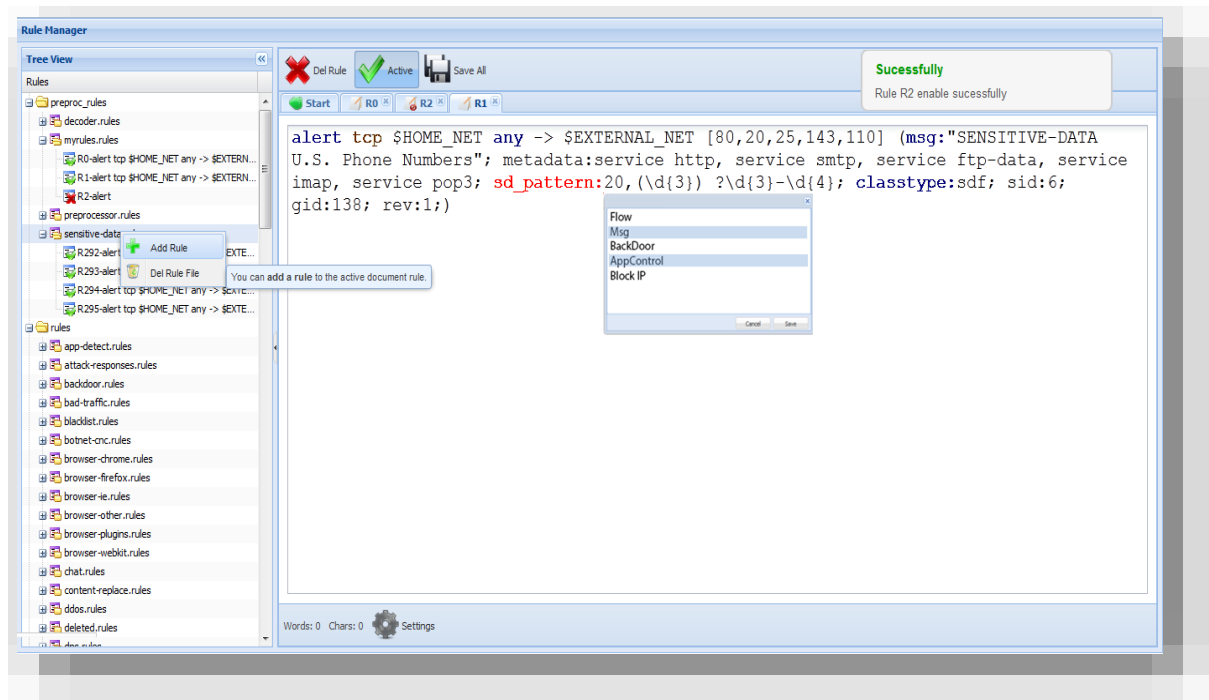 Rule Manager
Tree View
Rules
preproc_rules
decoder.rules
myrules.rules
R0-alert tcp $HOME_NET any -> $EXTERN...
R1-alert tcp $HOME_NET any -> $EXTERN...
R2-alert
preprocessor.rules
sensitive-data
R292-alert EXTE...
R293-alert
R294-alert tcp $HOME_NET any -> $EXTE...
R295-alert tcp $HOME_NET any -> $EXTE...
Add Rule
Del Rule File
You can add a rule to the active document rule.
rules
app-detect.rules
attack-responses.rules
backdoor.rules
bad-traffic.rules
blacklist.rules
botnet-cnc.rules
browser-chrome.rules
browser-firefox.rules
browser-ie.rules
browser-other.rules
browser-plugins.rules
browser-webkit.rules
chat.rules
content-replace.rules
ddos.rules
deleted.rules
dns.rules
Del Rule Active Save All
Sucessfully
Rule R2 enable sucessfully
Start R0 R2 R1
alert tcp $HOME_NET any -> $EXTERNAL_NET [80,20,25,143,110] (msg:"SENSITIVE-DATA
U.S. Phone Numbers"; metadata:service http, service smtp, service ftp-data, service
imap, service pop3; sd_pattern:20,(\d{3}) ?\d{3}-\d{4}; classtype:sdf; sid:6;
gid:138; rev:1;)
Flow
Msg
BackDoor
AppControl
Block IP
Cancel Save
Words: 0 Chars: 0 Settings